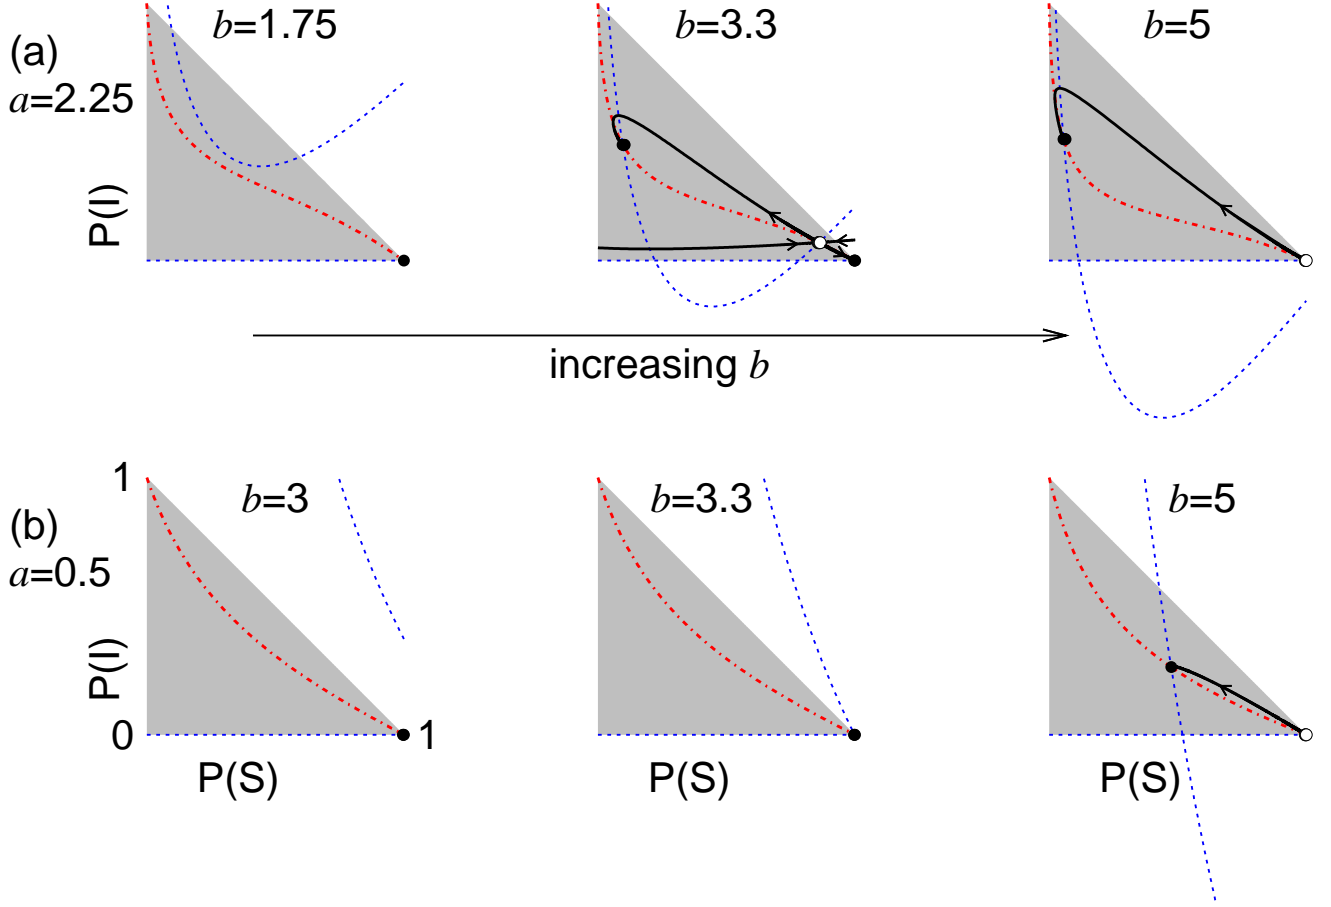 (a)
a=2.25
b=1.75
b=3.3
b=5
P(I)
increasing b
(b)
a=0.5
b=3
b=3.3
b=5
1
P(I)
0
1
P(S)
P(S)
P(S)